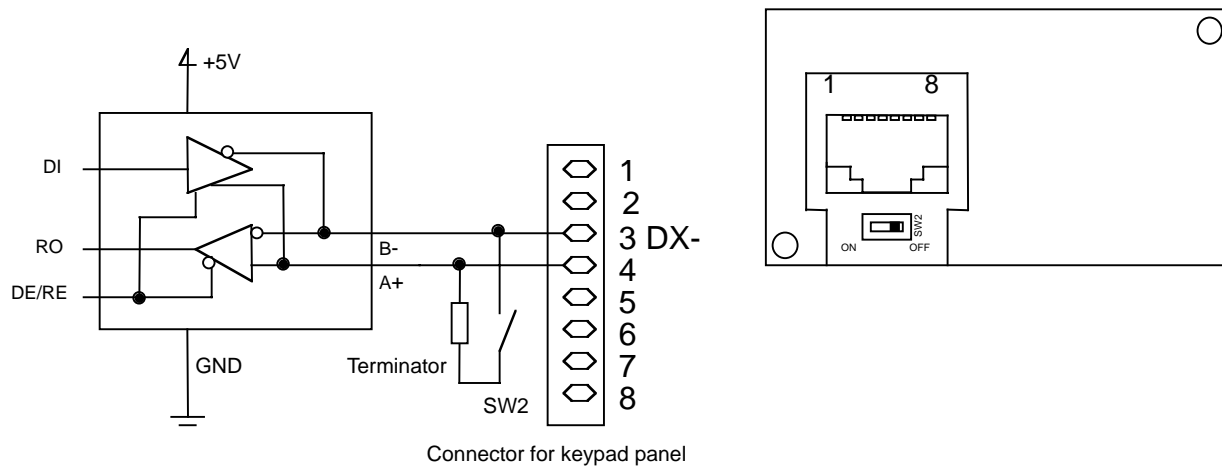 +5V
DI
RO
DE/RE
B-
A+
GND
Terminator
SW2
1
2
3 DX-
4
5
6
7
8
Connector for keypad panel
1 8
SW2
ON OFF